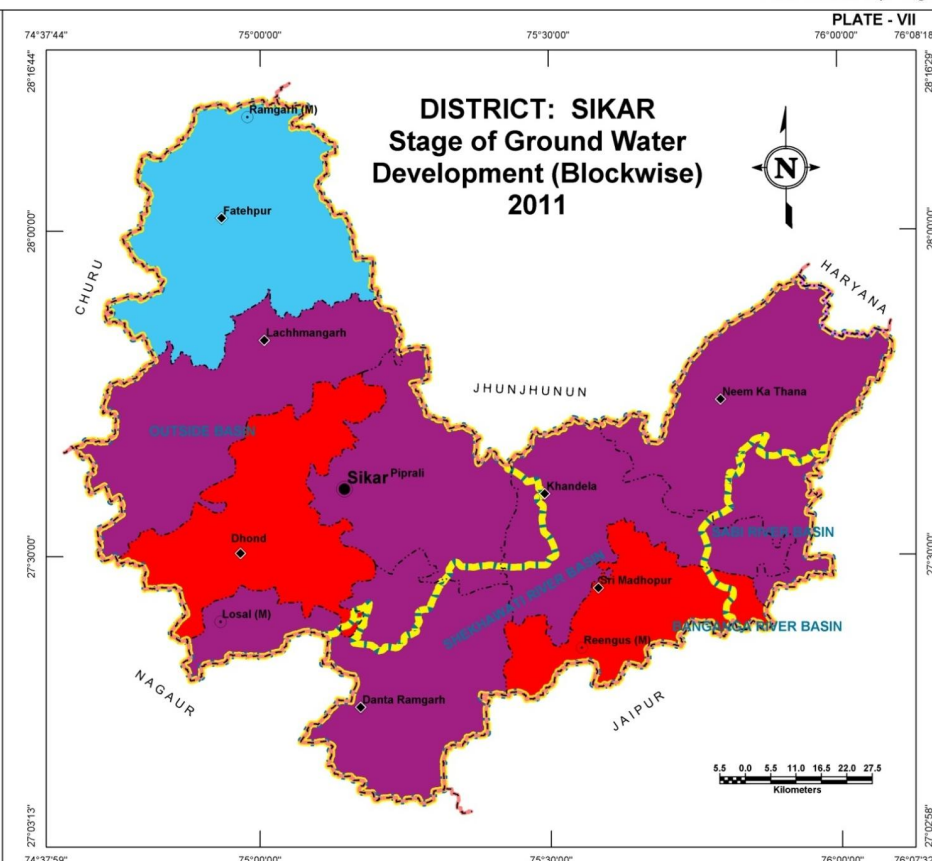 PLATE - VII
74°37'44"
75°00'00"
75°30'00"
76°00'00"
76°08'18"
28°16'44"
28°16'29"
DISTRICT: SIKAR
Stage of Ground Water
Development (Blockwise)
2011
N
Ramgarh (M)
Fatehpur
28°00'00"
28°00'00"
CHURU
HARYANA
Lachhmangarh
JHUNJHUNUN
Neem Ka Thana
OUTSIDE BASIN
Sikar
Piprali
Khandela
SABI RIVER BASIN
Dhond
27°30'00"
27°30'00"
SHEKHAWATI RIVER BASIN
Sri Madhopur
Losal (M)
BANGANGA RIVER BASIN
Reengus (M)
NAGAUR
Danta Ramgarh
JAIPUR
5.5 0.0 5.5 11.0 16.5 22.0 27.5
Kilometers
27°03'13"
27°02'58"
74°37'59"
75°00'00"
75°30'00"
76°00'00"